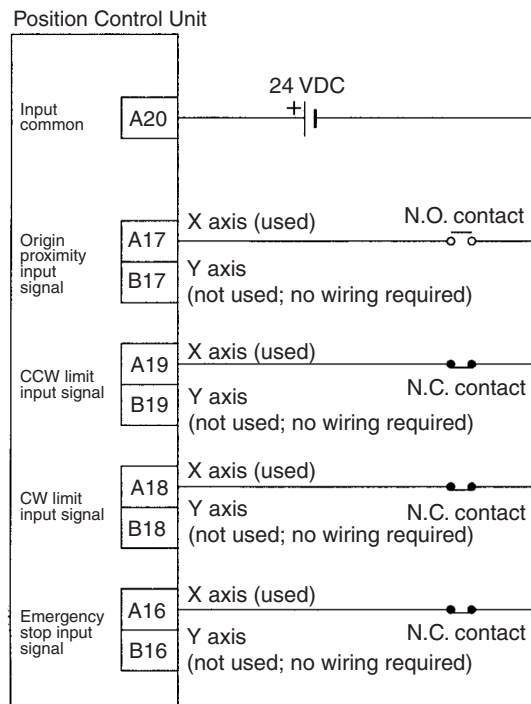 Position Control Unit
24 VDC
+
Input
common
A20
Origin
proximity
input
signal
A17
X axis (used)
N.O. contact
B17
Y axis
(not used; no wiring required)
CCW limit
input signal
A19
X axis (used)
N.C. contact
B19
Y axis
(not used; no wiring required)
CW limit
input signal
A18
X axis (used)
N.C. contact
B18
Y axis
(not used; no wiring required)
Emergency
stop input
signal
A16
X axis (used)
N.C. contact
B16
Y axis
(not used; no wiring required)